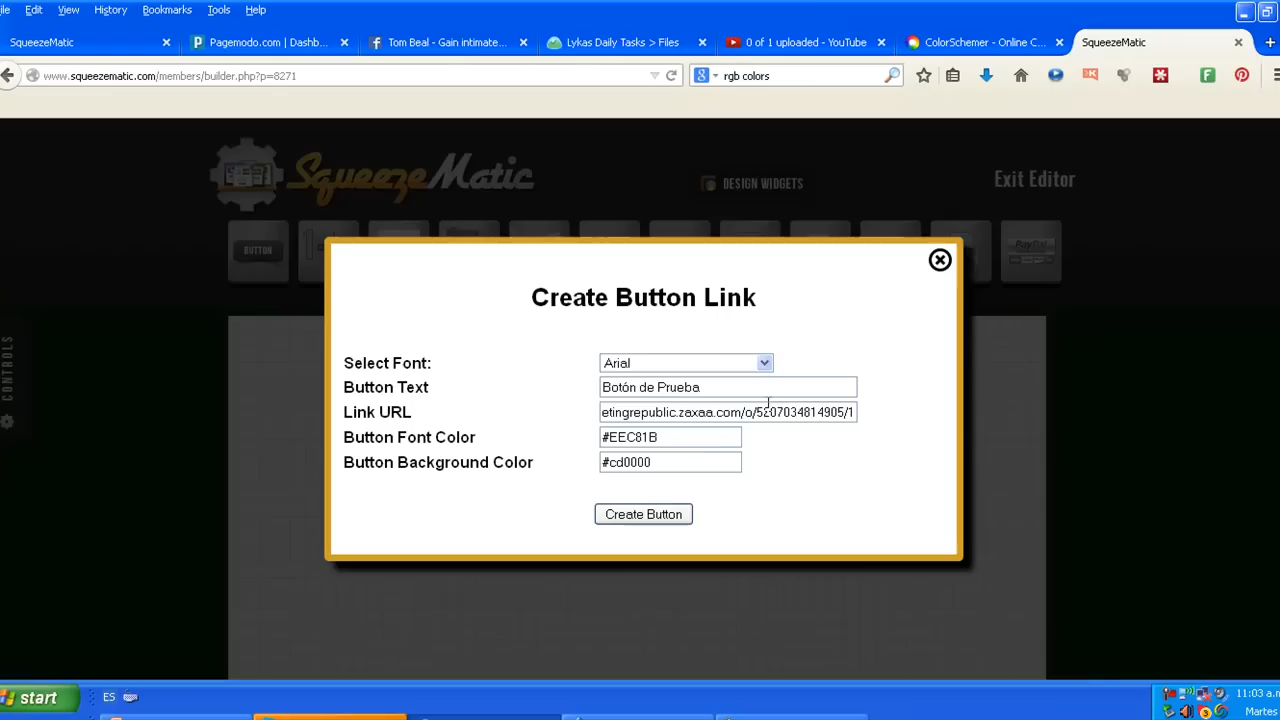 ile Edit View History Bookmarks Tools Help
SqueezeMatic Pagemodo.com | Dashb... Tom Beal - Gain intimate... Lykas Daily Tasks > Files 0 of 1 uploaded - YouTube ColorSchemer - Online C... SqueezeMatic
www.squeezematic.com/members/builder.php?p=8271 rgb colors
SqueezeMatic DESIGN WIDGETS Exit Editor
BUTTON PayPal
Create Button Link
Select Font: Arial
Button Text Botón de Prueba
Link URL etingrepublic.zaxaa.com/o/5207034814905/1
Button Font Color #EEC81B
Button Background Color #cd0000
Create Button
CONTROLS
start ES 11:03 a.n
Martes